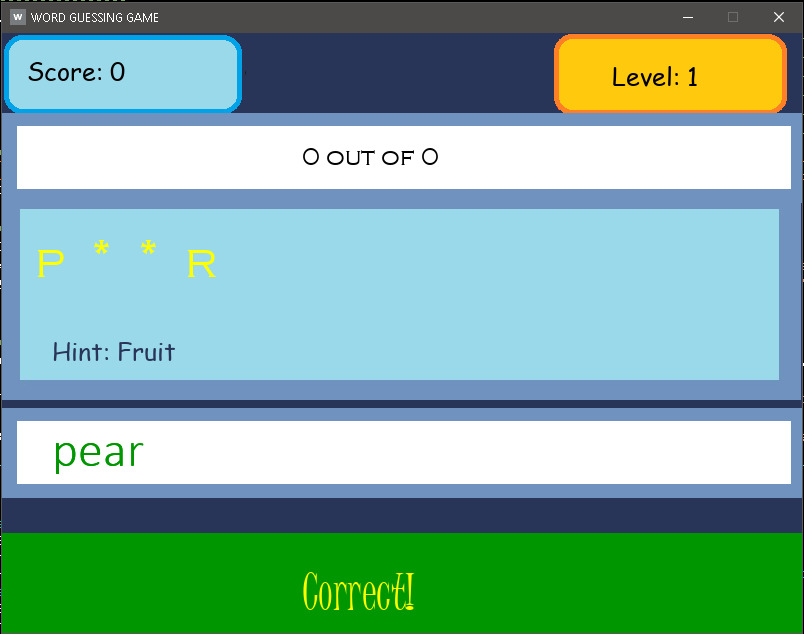 W WORD GUESSING GAME
Score: 0
Level: 1
0 OUT OF 0
P * * R
Hint: Fruit
pear
Correct!